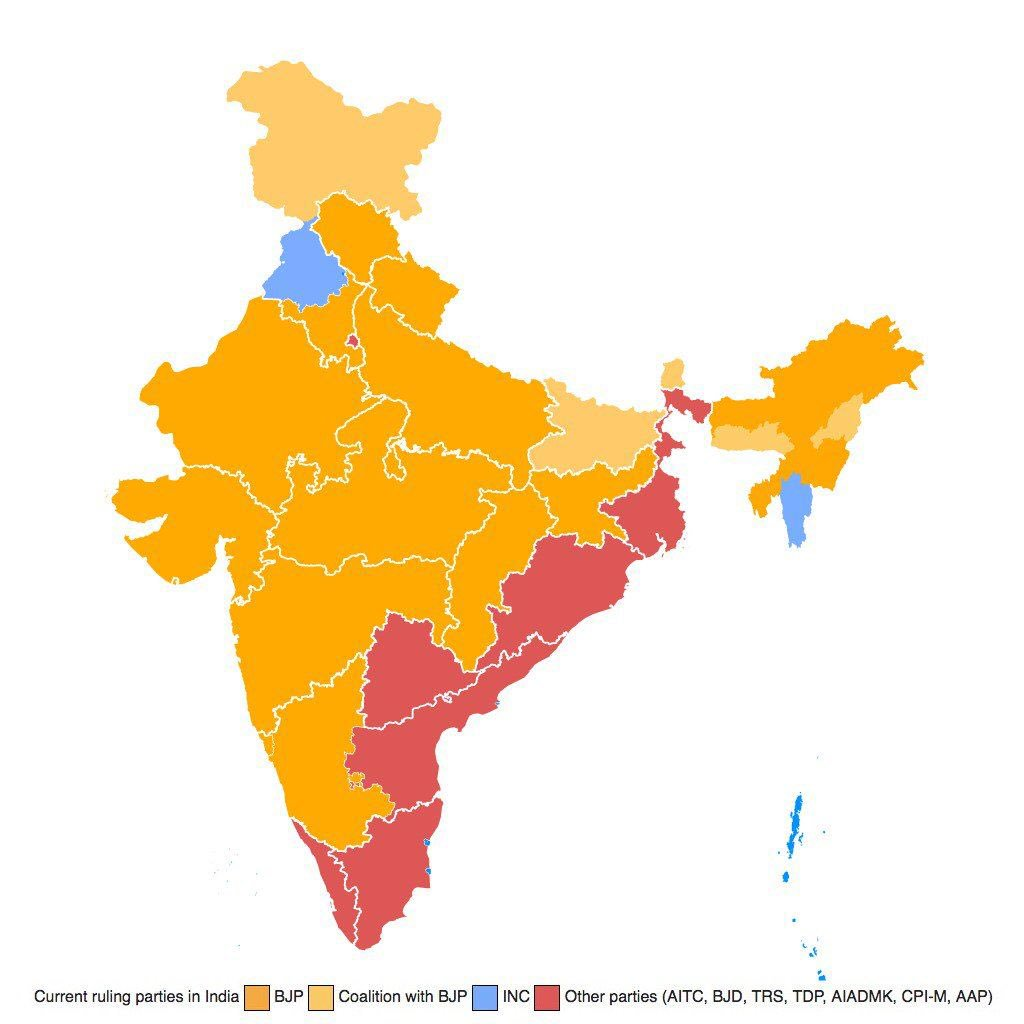 Current ruling parties in India BJP Coalition with BJP INC Other parties (AITC, BJD, TRS, TDP, AIADMK, CPI-M, AAP)